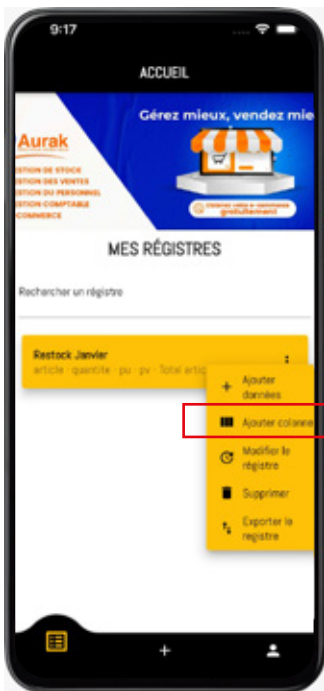 9:17
ACCUEIL
Gérez mieux, vendez mie
Aurak
STION DE STOCK
STION DES VENTES
STION DU PERSONNEL
STION COMPTABLE
COMMERCE
gratuitement
MES RÉGISTRES
Rechercher un régistre
Restock Janvier
article - quantite - pu - pv - Total artic
Ajouter
données
Ajouter colonne
Modifier le
régistre
Supprimer
Exporter le
registre